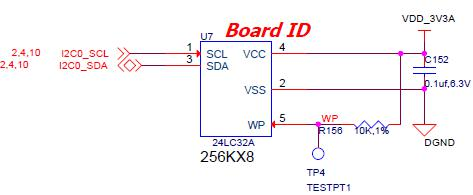 Board ID
VDD_3V3A
U7
2,4,10 I2C0_SCL 1 SCL VCC 4
2,4,10 I2C0_SDA 3 SDA
C152
0.1uf,6.3V
VSS 2
WP 5 WP
R156 10K,1%
DGND
24LC32A
256KX8
TP4
TESTPT1